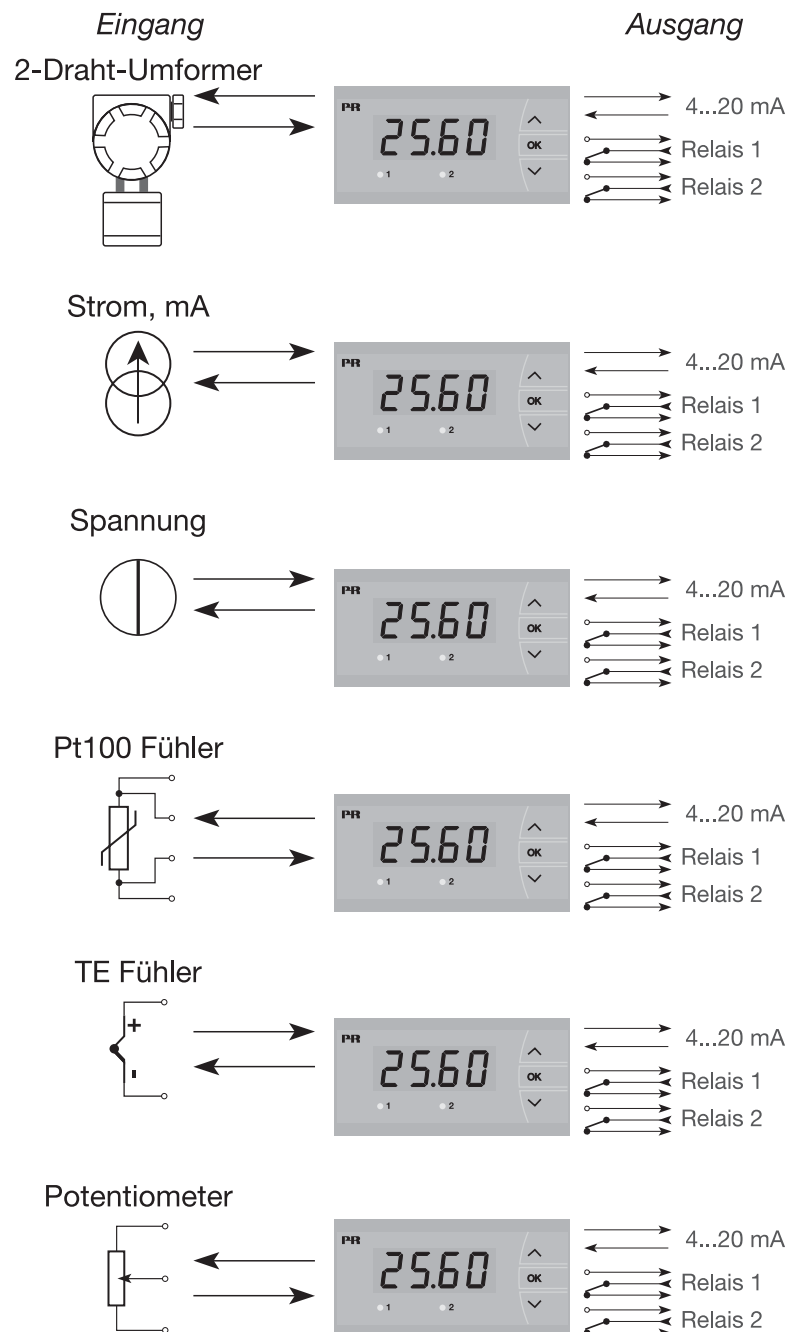 Eingang Ausgang
2-Draht-Umformer
PR
25.60
OK
1 2
4...20 mA
Relais 1
Relais 2
Strom, mA
PR
25.60
OK
1 2
4...20 mA
Relais 1
Relais 2
Spannung
PR
25.60
OK
1 2
4...20 mA
Relais 1
Relais 2
Pt100 Fühler
PR
25.60
OK
1 2
4...20 mA
Relais 1
Relais 2
TE Fühler
+
-
PR
25.60
OK
1 2
4...20 mA
Relais 1
Relais 2
Potentiometer
PR
25.60
OK
1 2
4...20 mA
Relais 1
Relais 2